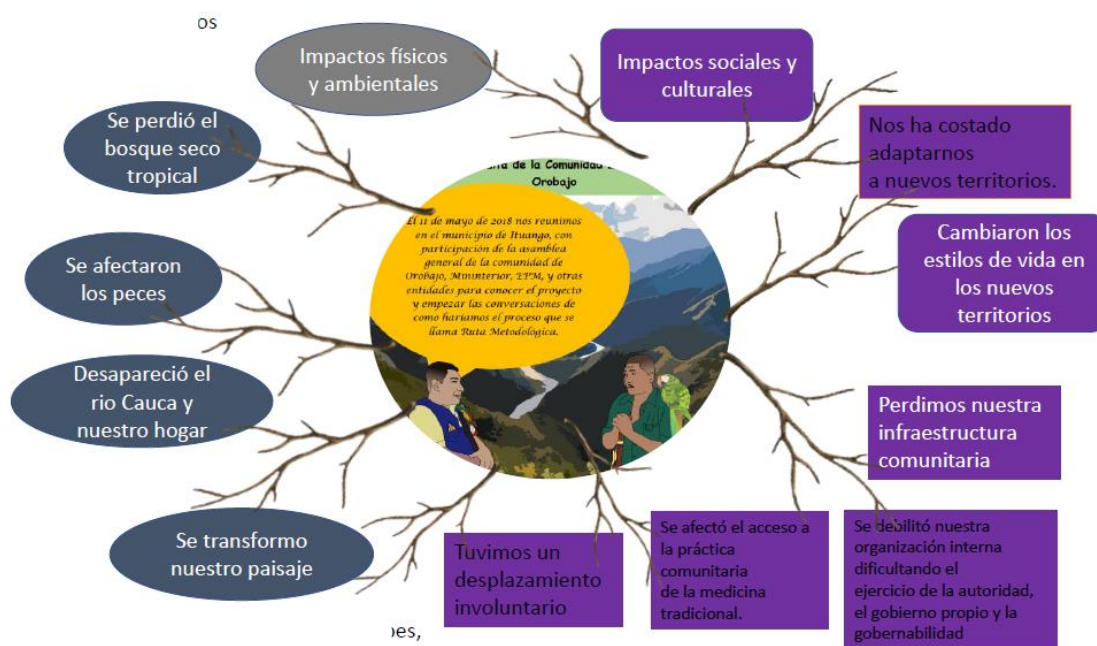 os
Impactos físicos
y ambientales
Impactos sociales y
culturales
Se perdió el
bosque seco
tropical
Nos ha costado
adaptarnos
a nuevos territorios.
de la Comunidad
Orobajo
El 11 de mayo de 2018 nos reunimos
en el municipio de Ituango, con
participación de la asamblea
general de la comunidad de
Orobajo, Mininterior, EPM, y otras
entidades para conocer el proyecto
y empezar las conversaciones de
como haríamos el proceso que se
llama Ruta Metodológica.
Se afectaron
los peces
Cambiaron los
estilos de vida en
los nuevos
territorios
Desapareció el
rio Cauca y
nuestro hogar
Perdimos nuestra
infraestructura
comunitaria
Se transformo
nuestro paisaje
Tuvimos un
desplazamiento
involuntario
Se afectó el acceso a
la práctica
comunitaria
de la medicina
tradicional.
Se debilitó nuestra
organización interna
dificultando el
ejercicio de la autoridad,
el gobierno propio y la
gobernabilidad
es,